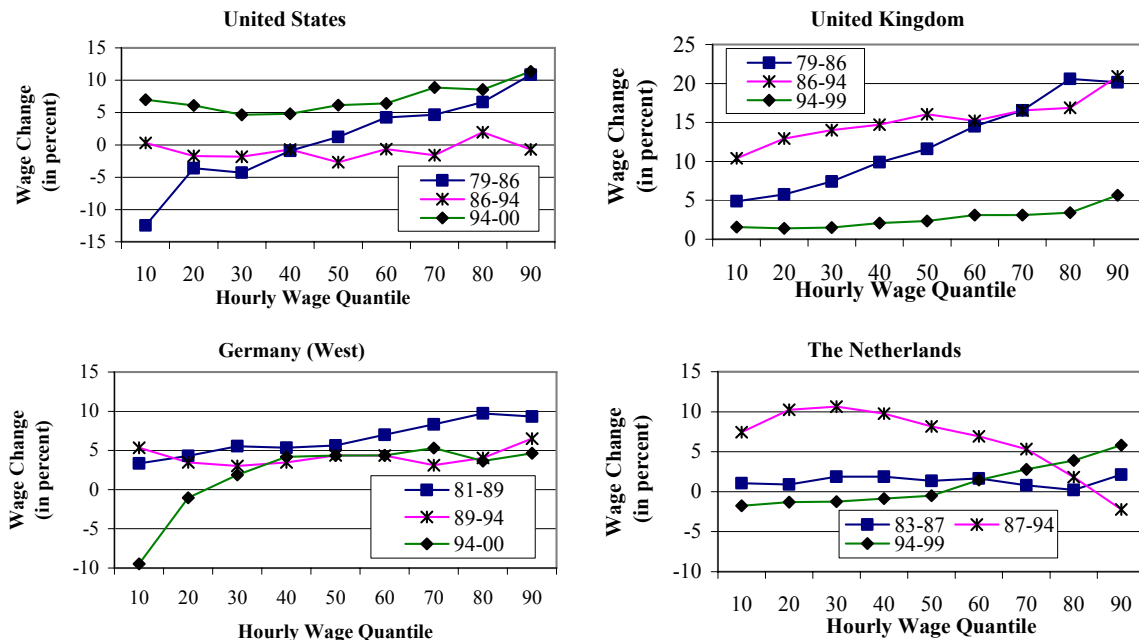 United States
Wage Change
(in percent)
15
10
5
0
-5
-10
-15
79-86
86-94
94-00
10 20 30 40 50 60 70 80 90
Hourly Wage Quantile
United Kingdom
Wage Change
(in percent)
25
20
15
10
5
0
79-86
86-94
94-99
10 20 30 40 50 60 70 80 90
Hourly Wage Quantile
Germany (West)
Wage Change
(in percent)
15
10
5
0
-5
-10
81-89
89-94
94-00
10 20 30 40 50 60 70 80 90
Hourly Wage Quantile
The Netherlands
Wage Change
(in percent)
15
10
5
0
-5
-10
83-87 87-94
94-99
10 20 30 40 50 60 70 80 90
Hourly Wage Quantile